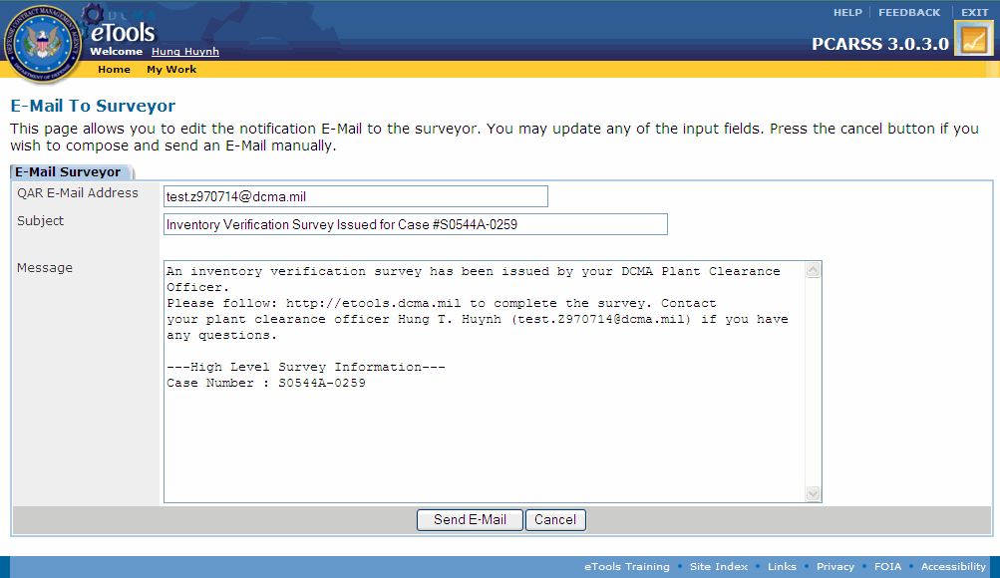 HELP FEEDBACK EXIT
DCMA
eTools
Welcome Hung Huynh
PCARSS 3.0.3.0
Home My Work
E-Mail To Surveyor
This page allows you to edit the notification E-Mail to the surveyor. You may update any of the input fields. Press the cancel button if you
wish to compose and send an E-Mail manually.
E-Mail Surveyor
QAR E-Mail Address test.z970714@dcma.mil
Subject Inventory Verification Survey Issued for Case #S0544A-0259
Message
An inventory verification survey has been issued by your DCMA Plant Clearance
Officer.
Please follow: http://etools.dcma.mil to complete the survey. Contact
your plant clearance officer Hung T. Huynh (test.Z970714@dcma.mil) if you have
any questions.
---High Level Survey Information---
Case Number : S0544A-0259
Send E-Mail Cancel
eTools Training • Site Index • Links • Privacy • FOIA • Accessibility